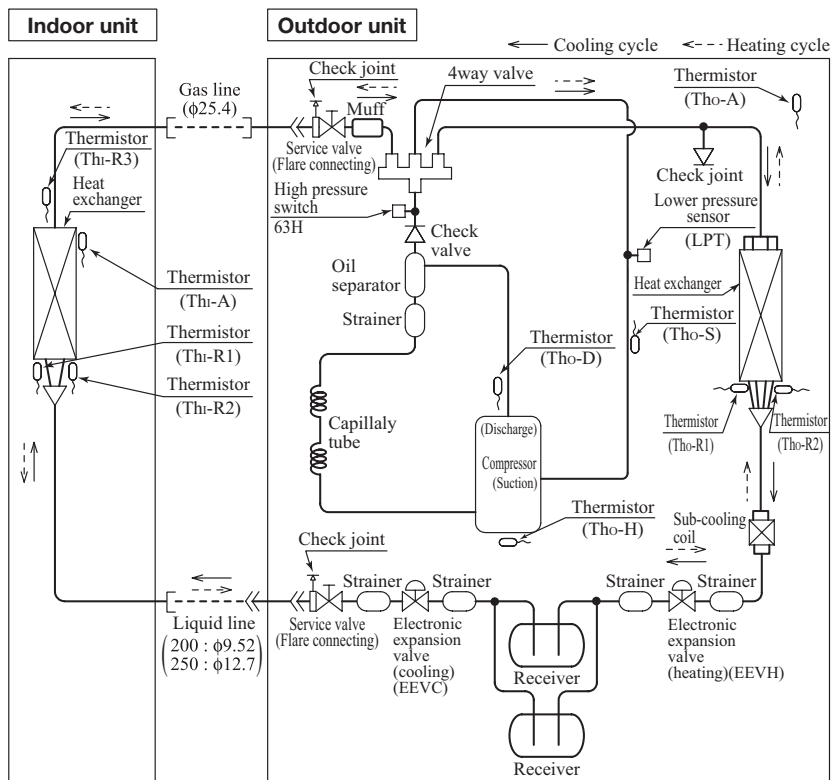 Indoor unit
Outdoor unit
Cooling cycle
Heating cycle
Gas line
(ϕ25.4)
Check joint
Muff
4way valve
Thermistor
(Tho-A)
Service valve
(Flare connecting)
Check joint
Thermistor
(ThI-R3)
Heat
exchanger
High pressure
switch
63H
Check
valve
Lower pressure
sensor
(LPT)
Thermistor
(ThI-A)
Oil
separator
Heat exchanger
Strainer
Thermistor
(Tho-S)
Thermistor
(ThI-R1)
Thermistor
(Tho-D)
Thermistor
(ThI-R2)
Capillaly
tube
(Discharge)
Compressor
(Suction)
Thermistor
(Tho-R1)
Thermistor
(Tho-R2)
Thermistor
(Tho-H)
Sub-cooling
coil
Check joint
Strainer
Strainer
Strainer
Strainer
Liquid line
200 : ϕ9.52
250 : ϕ12.7
Service valve
(Flare connecting)
Electronic
expansion
valve
(cooling)
(EEVC)
Receiver
Electronic
expansion
valve
(heating)(EEVH)
Receiver